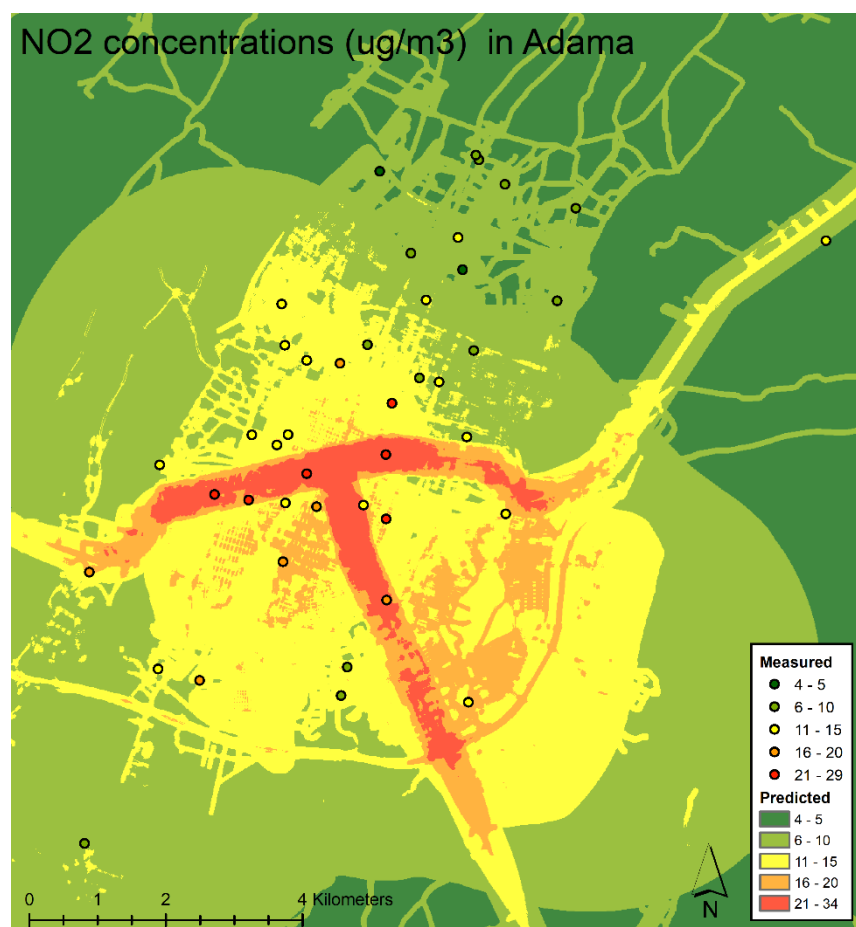 NO2 concentrations (ug/m3) in Adama
Measured
4 - 5
6 - 10
11 - 15
16 - 20
21 - 29
Predicted
4 - 5
6 - 10
11 - 15
16 - 20
21 - 34
0 2 4 Kilometers
N